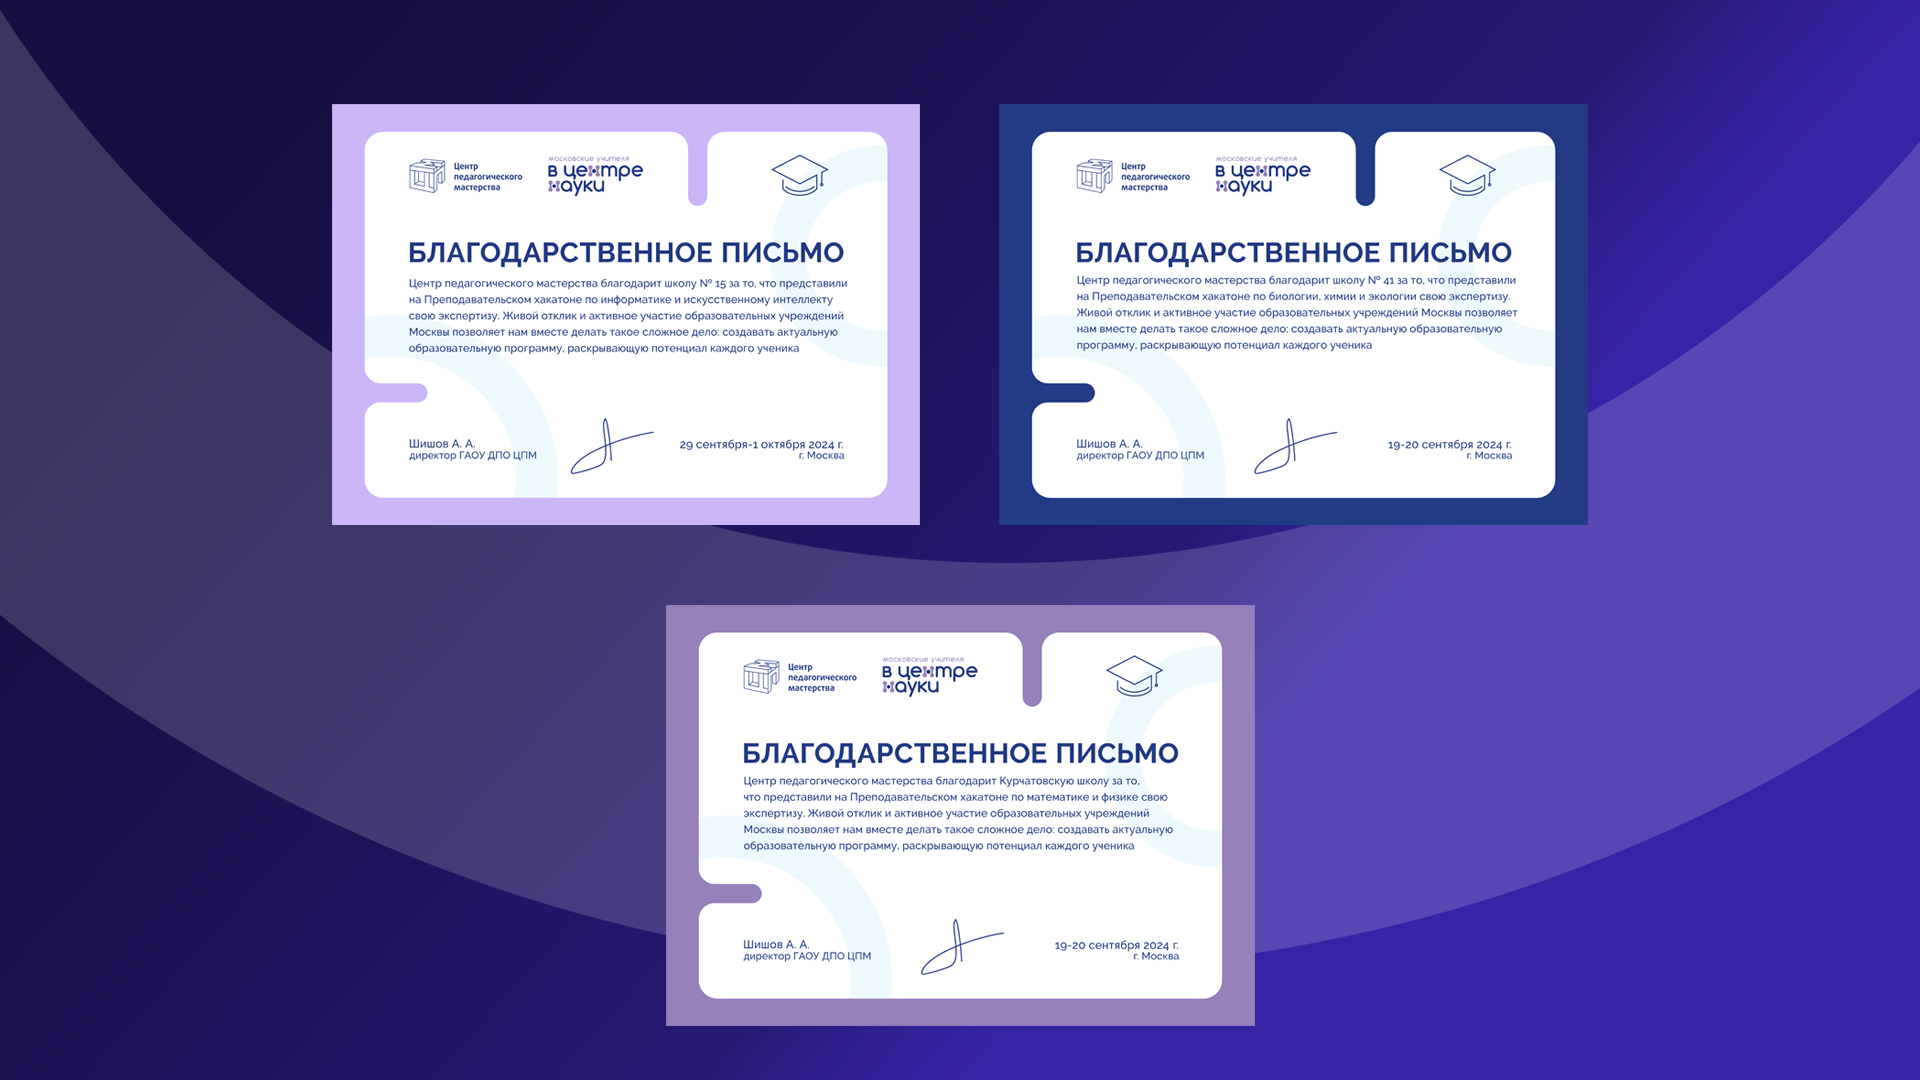 Центр
педагогического
мастерства
московские учителя
в центре
науки
БЛАГОДАРСТВЕННОЕ ПИСЬМО
Центр педагогического мастерства благодарит школу № 15 за то, что представили
на Преподавательском хакатоне по информатике и искусственному интеллекту
свою экспертизу. Живой отклик и активное участие образовательных учреждений
Москвы позволяет нам вместе делать такое сложное дело: создавать актуальную
образовательную программу, раскрывающую потенциал каждого ученика
Шишов А. А.
директор ГАОУ ДПО ЦПМ
29 сентября-1 октября 2024 г.
г. Москва
Центр
педагогического
мастерства
московские учителя
в центре
науки
БЛАГОДАРСТВЕННОЕ ПИСЬМО
Центр педагогического мастерства благодарит школу № 41 за то, что представили
на Преподавательском хакатоне по биологии, химии и экологии свою экспертизу.
Живой отклик и активное участие образовательных учреждений Москвы позволяет
нам вместе делать такое сложное дело: создавать актуальную образовательную
программу, раскрывающую потенциал каждого ученика
Шишов А. А.
директор ГАОУ ДПО ЦПМ
19-20 сентября 2024 г.
г. Москва
Центр
педагогического
мастерства
московские учителя
в центре
науки
БЛАГОДАРСТВЕННОЕ ПИСЬМО
Центр педагогического мастерства благодарит Курчатовскую школу за то,
что представили на Преподавательском хакатоне по математике и физике свою
экспертизу. Живой отклик и активное участие образовательных учреждений
Москвы позволяет нам вместе делать такое сложное дело: создавать актуальную
образовательную программу, раскрывающую потенциал каждого ученика
Шишов А. А.
директор ГАОУ ДПО ЦПМ
19-20 сентября 2024 г.
г. Москва